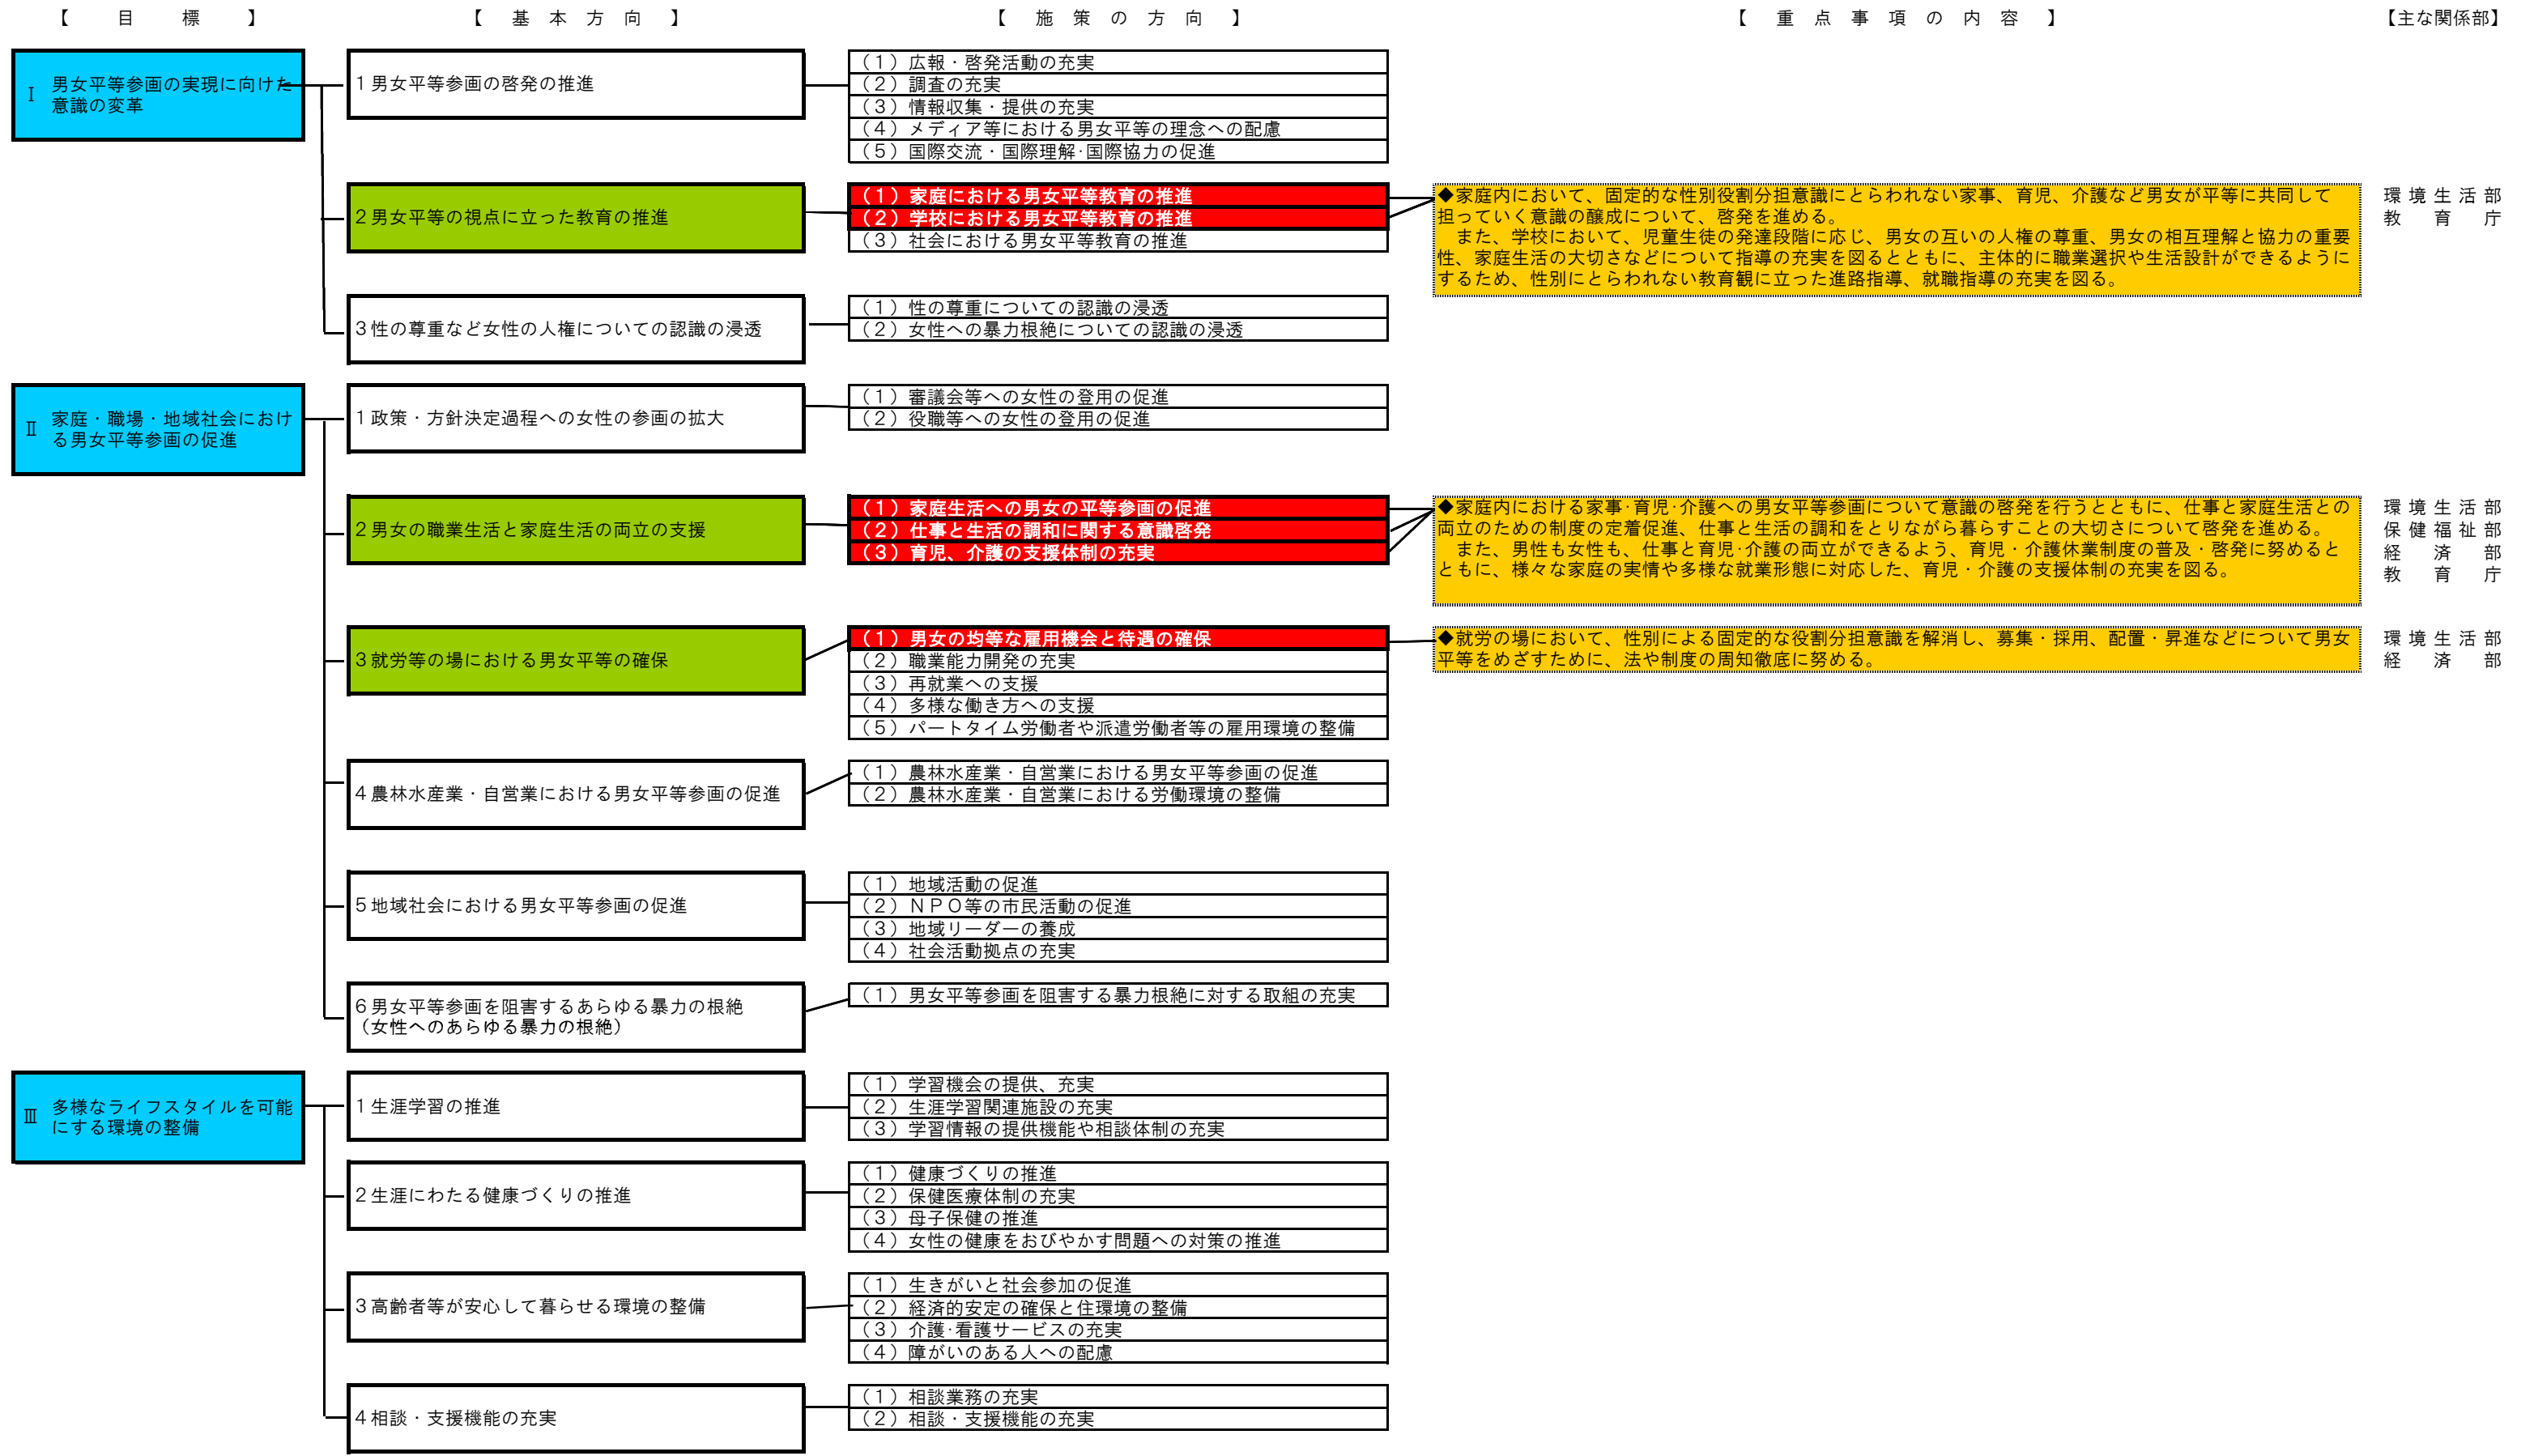 【　目　標　】
【　基　本　方　向　】
【　施　策　の　方　向　】
【　重　点　事　項　の　内　容　】
【主な関係部】
Ⅰ　男女平等参画の実現に向けた
意識の変革
１男女平等参画の啓発の推進
（１）広報・啓発活動の充実
（２）調査の充実
（３）情報収集・提供の充実
（４）メディア等における男女平等の理念への配慮
（５）国際交流・国際理解･国際協力の促進
２男女平等の視点に立った教育の推進
（１）家庭における男女平等教育の推進
（２）学校における男女平等教育の推進
（３）社会における男女平等教育の推進
◆家庭内において、固定的な性別役割分担意識にとらわれない家事、育児、介護など男女が平等に共同して
担っていく意識の醸成について、啓発を進める。
　また、学校において、児童生徒の発達段階に応じ、男女の互いの人権の尊重、男女の相互理解と協力の重要
性、家庭生活の大切さなどについて指導の充実を図るとともに、主体的に職業選択や生活設計ができるように
するため、性別にとらわれない教育観に立った進路指導、就職指導の充実を図る。
環 境 生 活 部
教　育　庁
３性の尊重など女性の人権についての認識の浸透
（１）性の尊重についての認識の浸透
（２）女性への暴力根絶についての認識の浸透
Ⅱ　家庭・職場・地域社会におけ
る男女平等参画の促進
１政策・方針決定過程への女性の参画の拡大
（１）審議会等への女性の登用の促進
（２）役職等への女性の登用の促進
２男女の職業生活と家庭生活の両立の支援
（１）家庭生活への男女の平等参画の促進
（２）仕事と生活の調和に関する意識啓発
（３）育児、介護の支援体制の充実
◆家庭内における家事･育児･介護への男女平等参画について意識の啓発を行うとともに、仕事と家庭生活との
両立のための制度の定着促進、仕事と生活の調和をとりながら暮らすことの大切さについて啓発を進める。
　また、男性も女性も、仕事と育児･介護の両立ができるよう、育児・介護休業制度の普及・啓発に努めると
ともに、様々な家庭の実情や多様な就業形態に対応した、育児・介護の支援体制の充実を図る。
環 境 生 活 部
保 健 福 祉 部
経　済　部
教　育　庁
３就労等の場における男女平等の確保
（１）男女の均等な雇用機会と待遇の確保
（２）職業能力開発の充実
（３）再就業への支援
（４）多様な働き方への支援
（５）パートタイム労働者や派遣労働者等の雇用環境の整備
◆就労の場において、性別による固定的な役割分担意識を解消し、募集・採用、配置・昇進などについて男女
平等をめざすために、法や制度の周知徹底に努める。
環 境 生 活 部
経　済　部
４農林水産業・自営業における男女平等参画の促進
（１）農林水産業・自営業における男女平等参画の促進
（２）農林水産業・自営業における労働環境の整備
５地域社会における男女平等参画の促進
（１）地域活動の促進
（２）ＮＰＯ等の市民活動の促進
（３）地域リーダーの養成
（４）社会活動拠点の充実
６男女平等参画を阻害するあらゆる暴力の根絶
（女性へのあらゆる暴力の根絶）
（１）男女平等参画を阻害する暴力根絶に対する取組の充実
Ⅲ　多様なライフスタイルを可能
にする環境の整備
１生涯学習の推進
（１）学習機会の提供、充実
（２）生涯学習関連施設の充実
（３）学習情報の提供機能や相談体制の充実
２生涯にわたる健康づくりの推進
（１）健康づくりの推進
（２）保健医療体制の充実
（３）母子保健の推進
（４）女性の健康をおびやかす問題への対策の推進
３高齢者等が安心して暮らせる環境の整備
（１）生きがいと社会参加の促進
（２）経済的安定の確保と住環境の整備
（３）介護･看護サービスの充実
（４）障がいのある人への配慮
４相談・支援機能の充実
（１）相談業務の充実
（２）相談・支援機能の充実